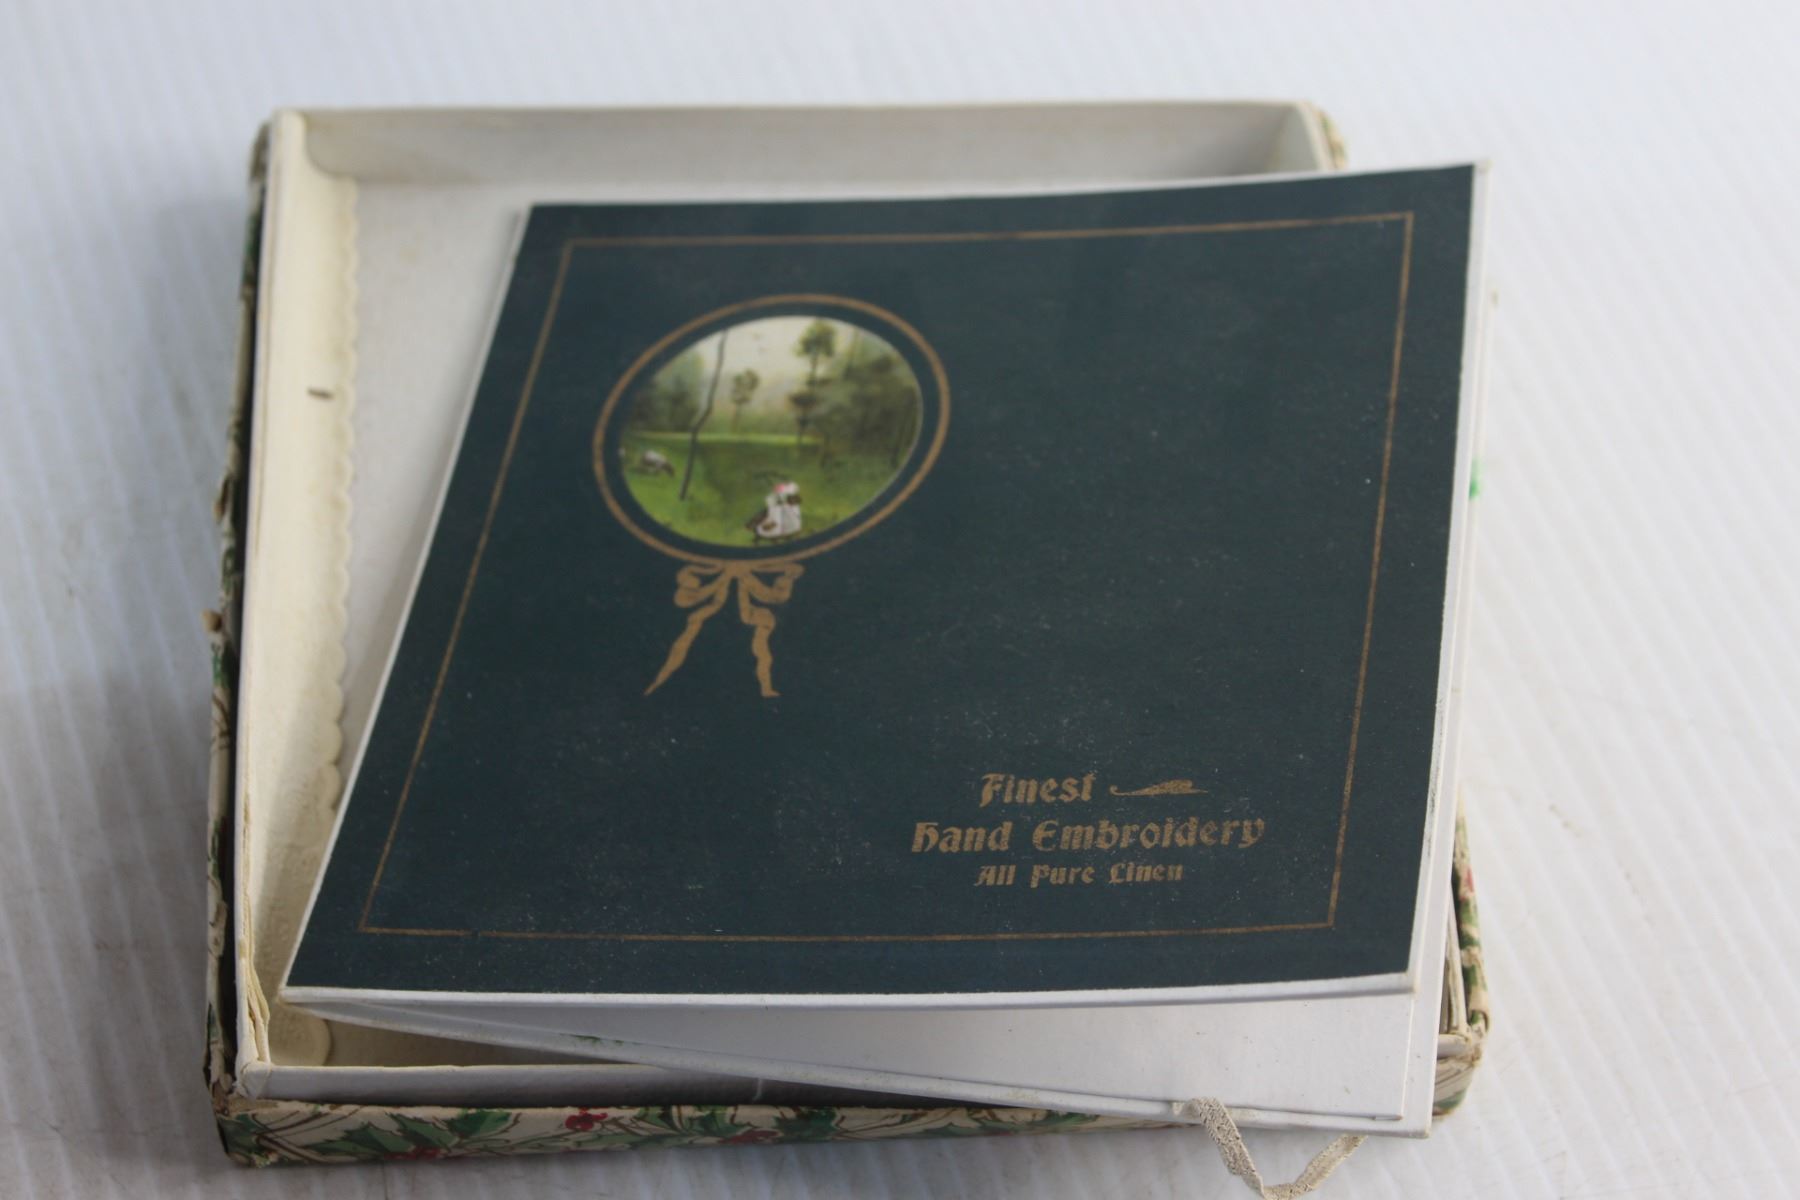 Finest
Hand Embroidery
All Pure Linen